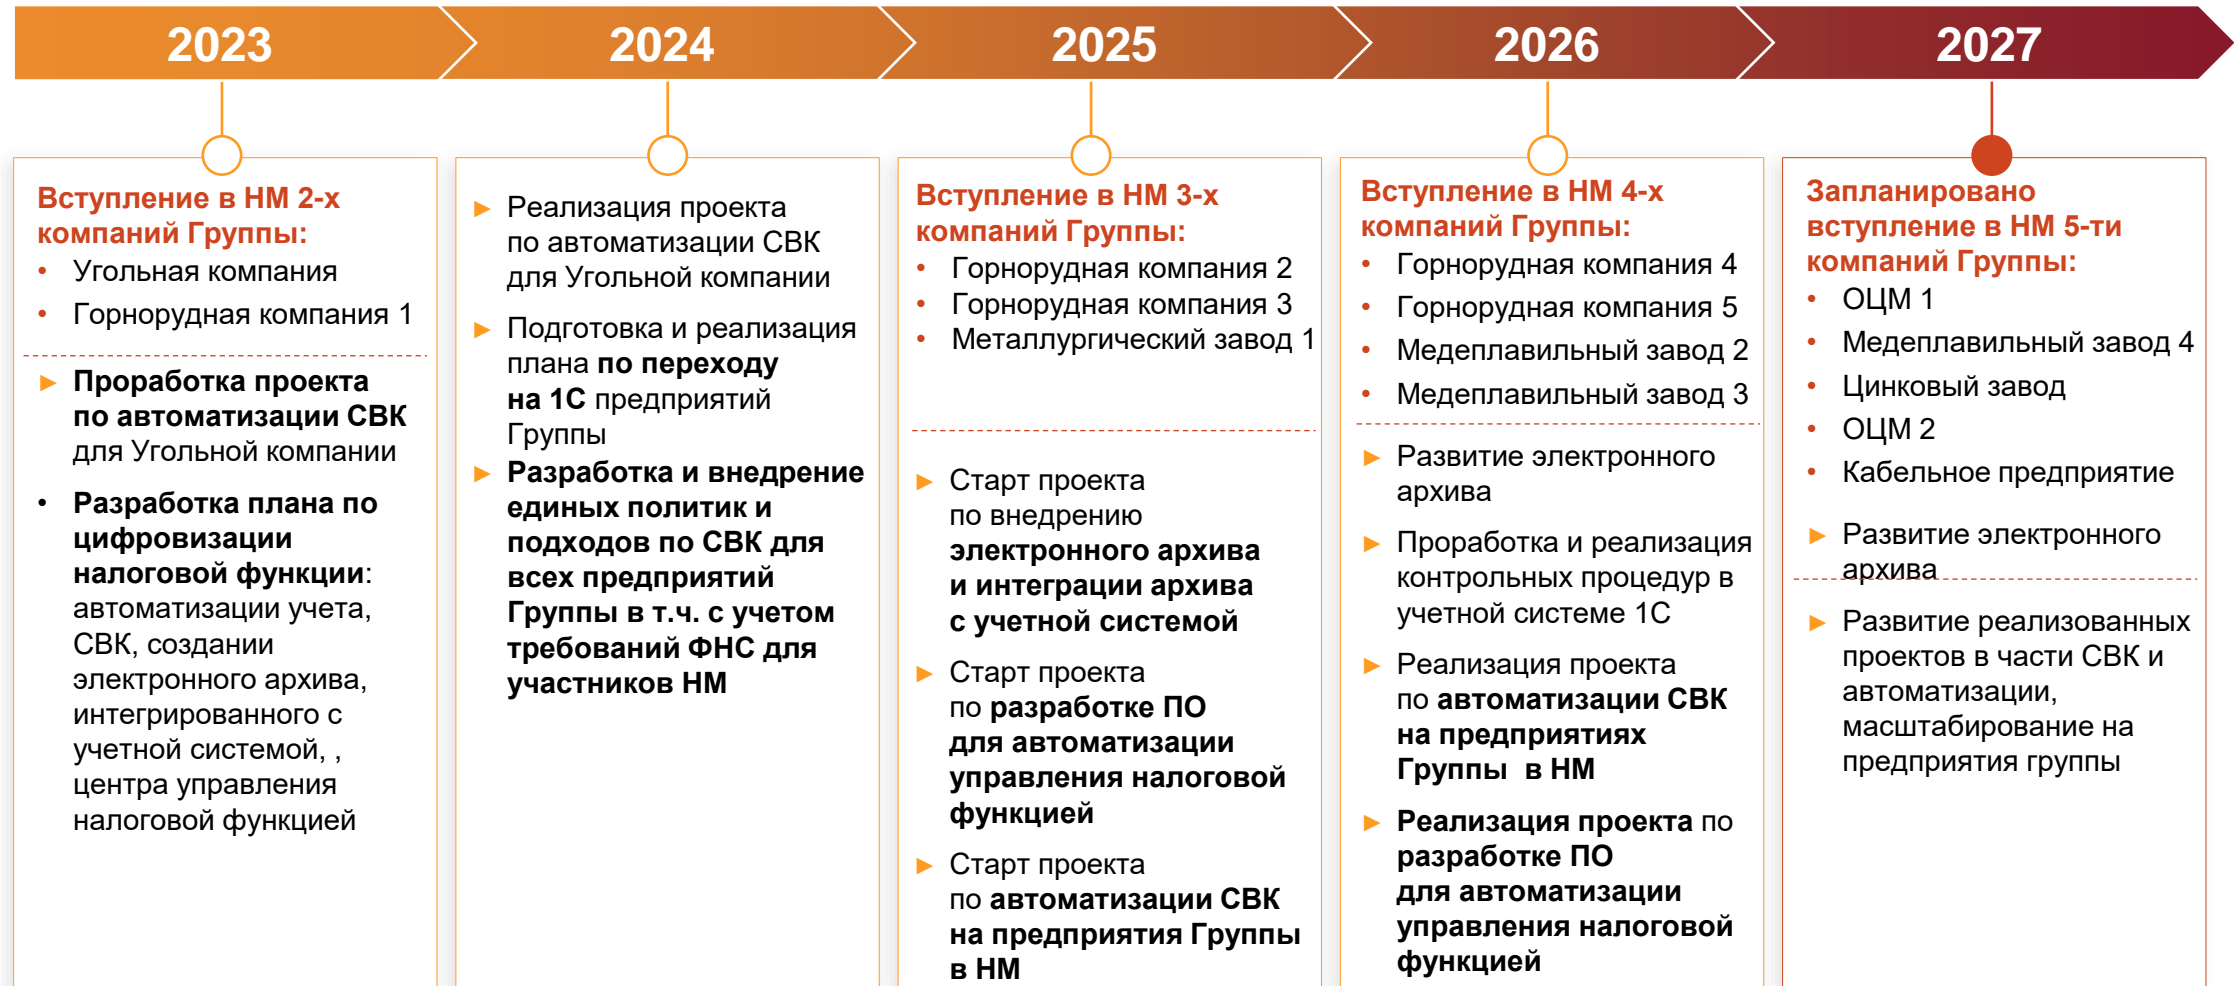 2023
2024
2025
2026
2027
Вступление в НМ 2-х
компаний Группы:
• Угольная компания
• Горнорудная компания 1
► Проработка проекта
по автоматизации СВК
для Угольной компании
• Разработка плана по
цифровизации
налоговой функции:
автоматизации учета,
СВК, создании
электронного архива,
интегрированного с
учетной системой, ,
центра управления
налоговой функцией
► Реализация проекта
по автоматизации СВК
для Угольной компании
► Подготовка и реализация
плана по переходу
на 1С предприятий
Группы
► Разработка и внедрение
единых политик и
подходов по СВК для
всех предприятий
Группы в т.ч. с учетом
требований ФНС для
участников НМ
Вступление в НМ 3-х
компаний Группы:
• Горнорудная компания 2
• Горнорудная компания 3
• Металлургический завод 1
► Старт проекта
по внедрению
электронного архива
и интеграции архива
с учетной системой
► Старт проекта
по разработке ПО
для автоматизации
управления налоговой
функцией
► Старт проекта
по автоматизации СВК
на предприятия Группы
в НМ
Вступление в НМ 4-х
компаний Группы:
• Горнорудная компания 4
• Горнорудная компания 5
• Медеплавильный завод 2
• Медеплавильный завод 3
► Развитие электронного
архива
► Проработка и реализация
контрольных процедур в
учетной системе 1С
► Реализация проекта
по автоматизации СВК
на предприятиях
Группы в НМ
► Реализация проекта по
разработке ПО
для автоматизации
управления налоговой
функцией
Запланировано
вступление в НМ 5-ти
компаний Группы:
• ОЦМ 1
• Медеплавильный завод 4
• Цинковый завод
• ОЦМ 2
• Кабельное предприятие
► Развитие электронного
архива
► Развитие реализованных
проектов в части СВК и
автоматизации,
масштабирование на
предприятия группы